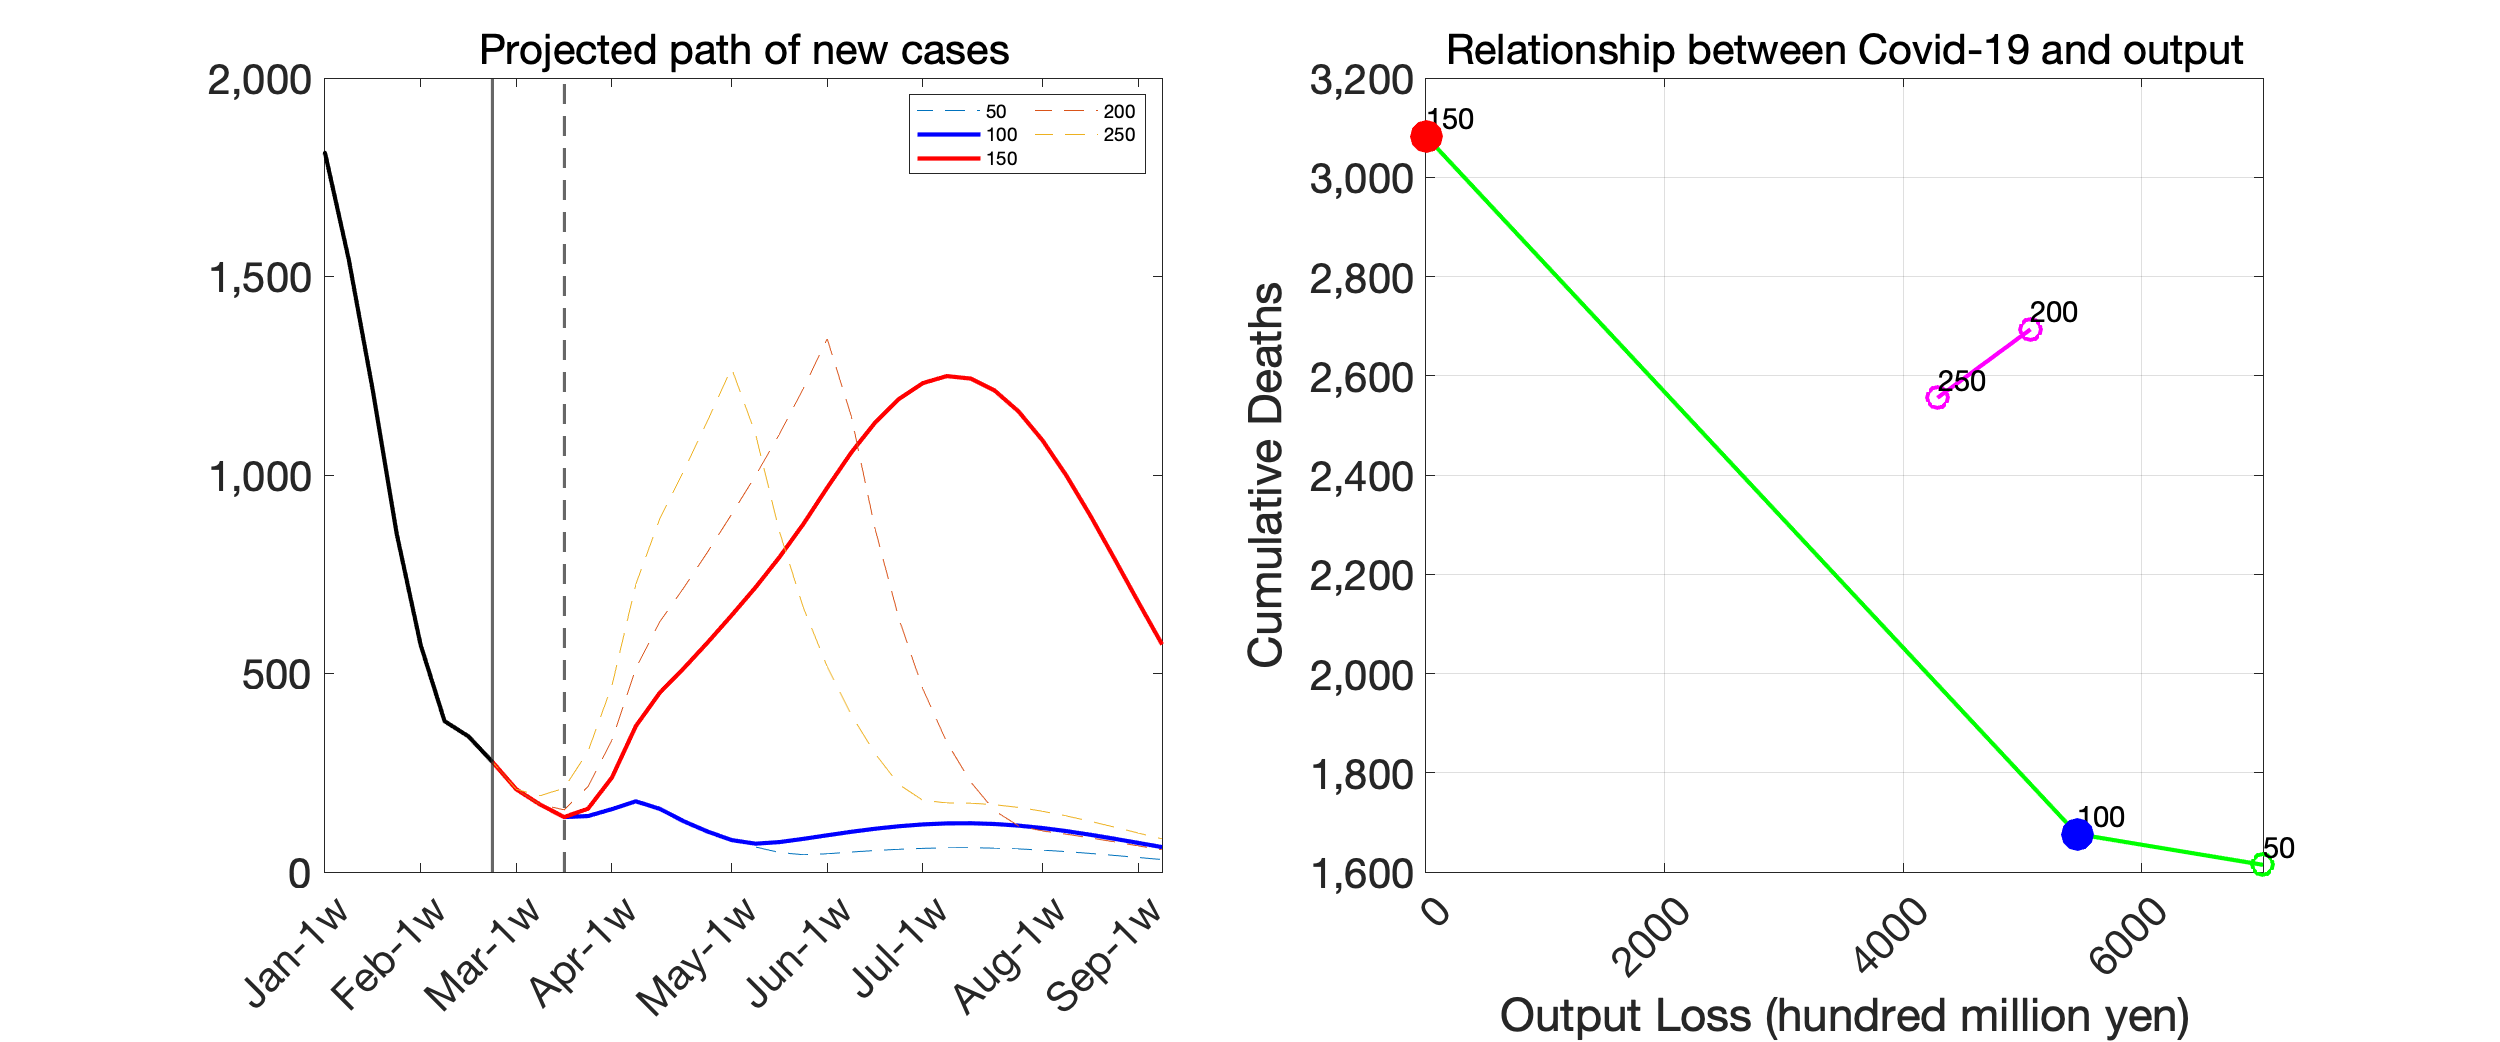 Projected path of new cases
2,000
1,500
1,000
500
0
50
100
150
200
250
Jan-1w
Feb-1w
Mar-1w
Apr-1w
May-1w
Jun-1w
Jul-1w
Aug-1w
Sep-1w
Relationship between Covid-19 and output
Cumulative Deaths
3,200
3,000
2,800
2,600
2,400
2,200
2,000
1,800
1,600
150
200
250
100
50
0
2000
4000
6000
Output Loss (hundred million yen)